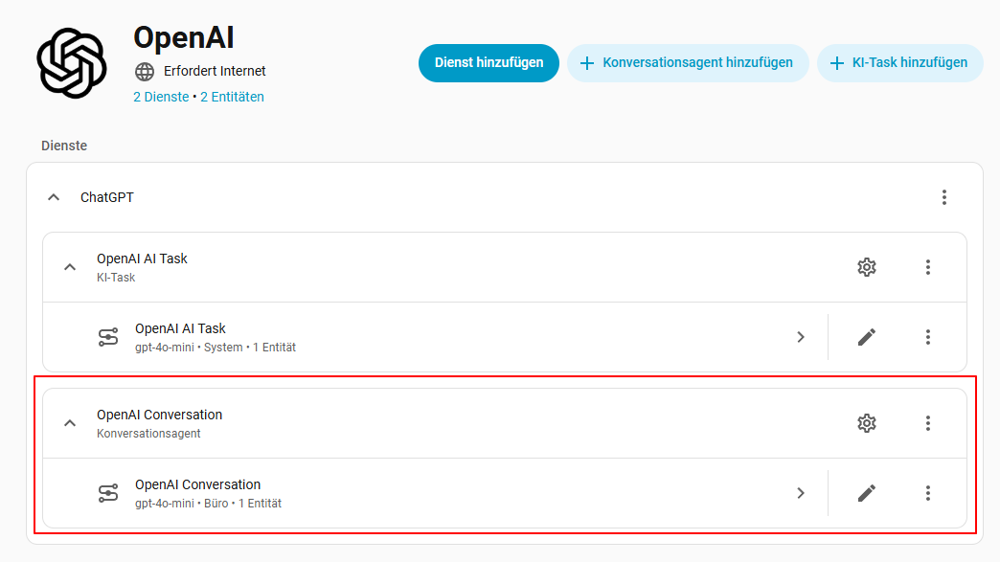 OpenAI
Erfordert Internet
2 Dienste • 2 Entitäten
Dienst hinzufügen
Konversationsagent hinzufügen
KI-Task hinzufügen
Dienste
ChatGPT
OpenAI AI Task
KI-Task
OpenAI AI Task
gpt-4o-mini • System • 1 Entität
OpenAI Conversation
Konversationsagent
OpenAI Conversation
gpt-4o-mini • Büro • 1 Entität